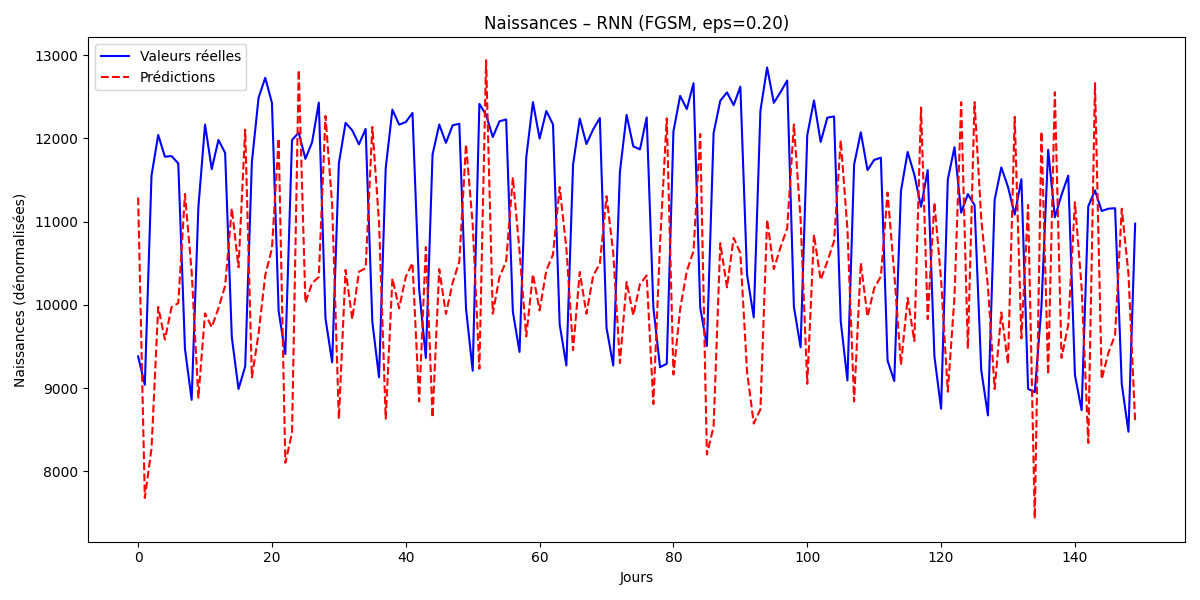 Naissances – RNN (FGSM, eps=0.20)
Valeurs réelles
Prédictions
Naissances (dénormalisées)
13000
12000
11000
10000
9000
8000
0 20 40 60 80 100 120 140
Jours